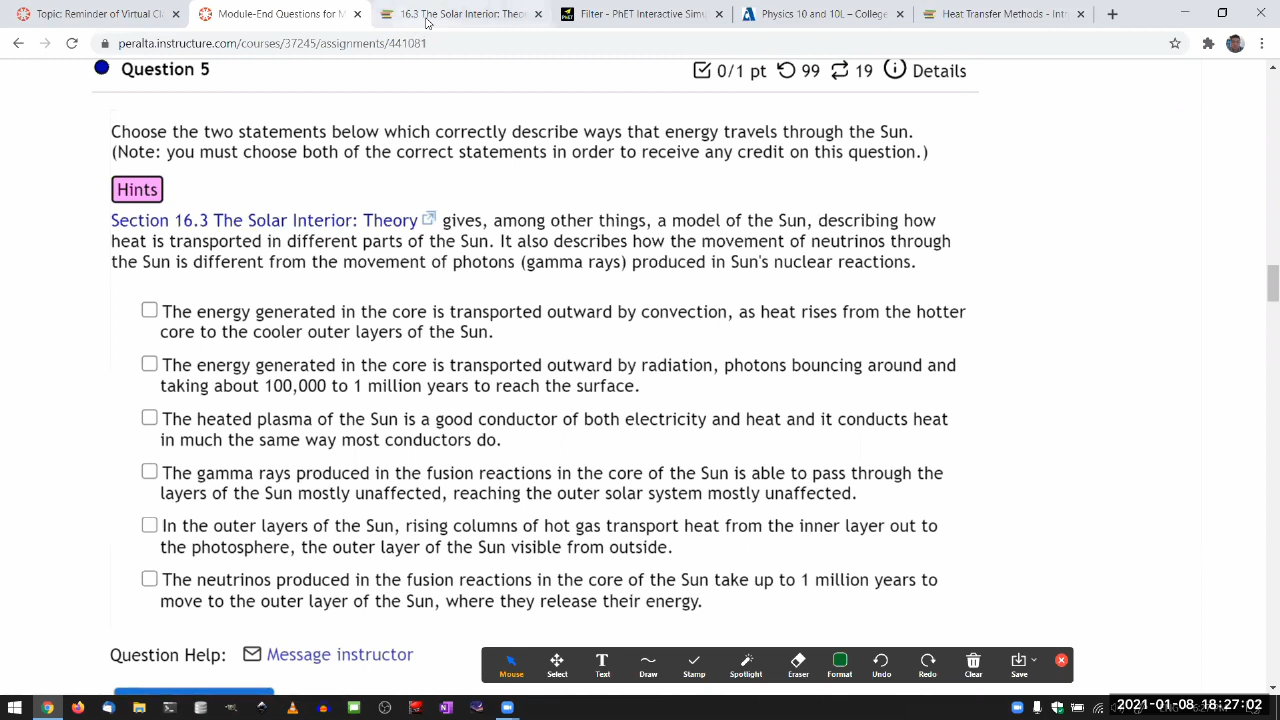 Topic: Reminder of Virtual Cl
Module-End Questions for M
16.3 The Solar Interior: Theo
Filter - PhET Interactive Simu
Physics 10 and 10L – College
Heat Transfer Methods - Intr
peralta.instructure.com/courses/37245/assignments/441081
Question 5
0/1 pt 99 19 Details
Choose the two statements below which correctly describe ways that energy travels through the Sun.
(Note: you must choose both of the correct statements in order to receive any credit on this question.)
Hints
Section 16.3 The Solar Interior: Theory gives, among other things, a model of the Sun, describing how
heat is transported in different parts of the Sun. It also describes how the movement of neutrinos through
the Sun is different from the movement of photons (gamma rays) produced in Sun's nuclear reactions.
The energy generated in the core is transported outward by convection, as heat rises from the hotter
core to the cooler outer layers of the Sun.
The energy generated in the core is transported outward by radiation, photons bouncing around and
taking about 100,000 to 1 million years to reach the surface.
The heated plasma of the Sun is a good conductor of both electricity and heat and it conducts heat
in much the same way most conductors do.
The gamma rays produced in the fusion reactions in the core of the Sun is able to pass through the
layers of the Sun mostly unaffected, reaching the outer solar system mostly unaffected.
In the outer layers of the Sun, rising columns of hot gas transport heat from the inner layer out to
the photosphere, the outer layer of the Sun visible from outside.
The neutrinos produced in the fusion reactions in the core of the Sun take up to 1 million years to
move to the outer layer of the Sun, where they release their energy.
Question Help: Message instructor
Mouse Select Text Draw Stamp Spotlight Eraser Format Undo Redo Clear Save
2021-01-08 18:27:02